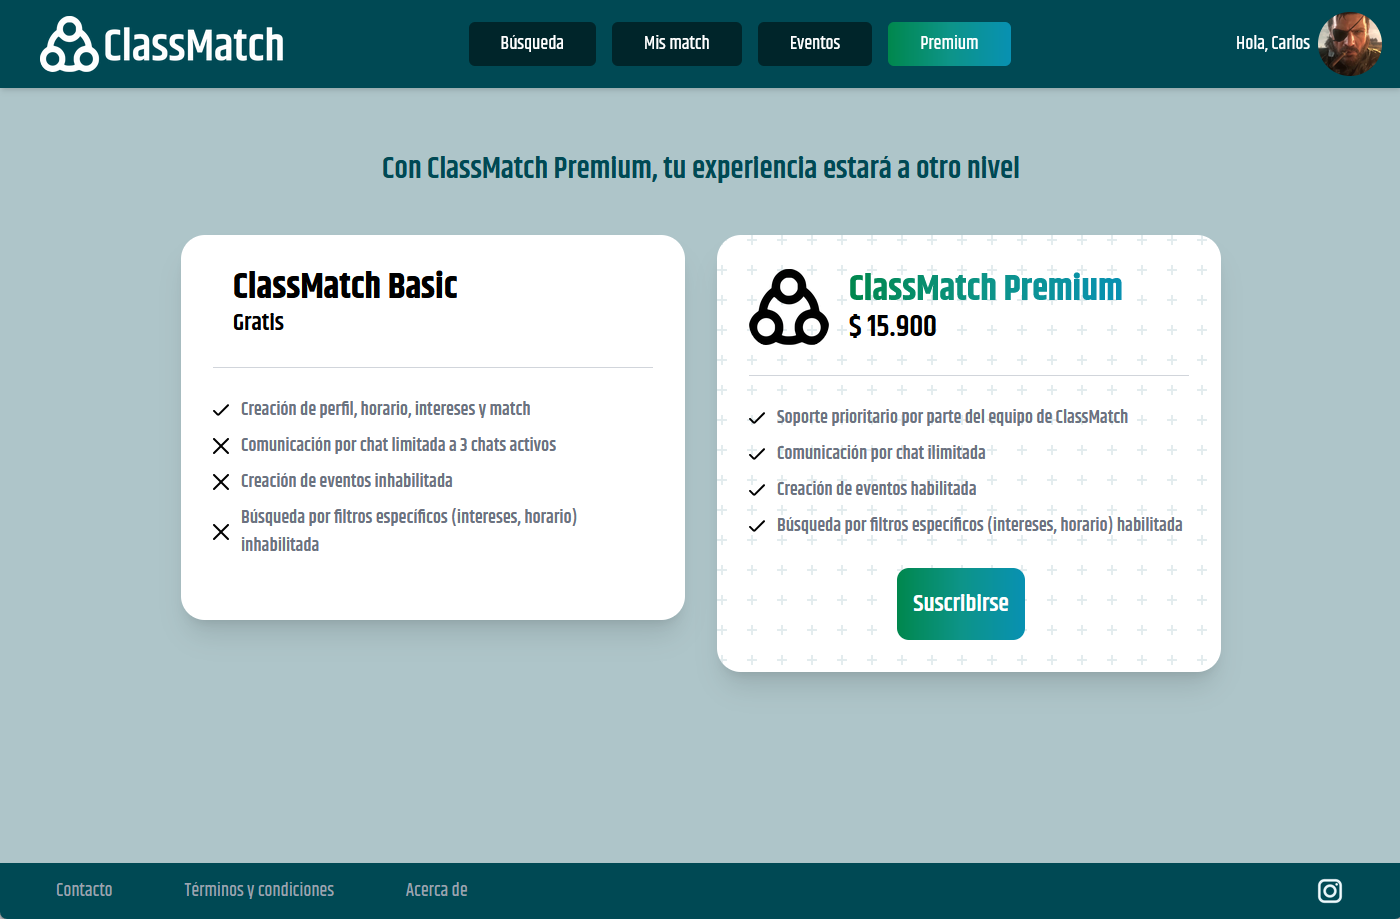 ClassMatch
Búsqueda
Mis match
Eventos
Premium
Hola, Carlos
Con ClassMatch Premium, tu experiencia estará a otro nivel
ClassMatch Basic
Gratis
Creación de perfil, horario, intereses y match
Comunicación por chat limitada a 3 chats activos
Creación de eventos inhabilitada
Búsqueda por filtros específicos (intereses, horario)
inhabilitada
ClassMatch Premium
$ 15.900
Soporte prioritario por parte del equipo de ClassMatch
Comunicación por chat ilimitada
Creación de eventos habilitada
Búsqueda por filtros específicos (intereses, horario) habilitada
Suscribirse
Contacto
Términos y condiciones
Acerca de